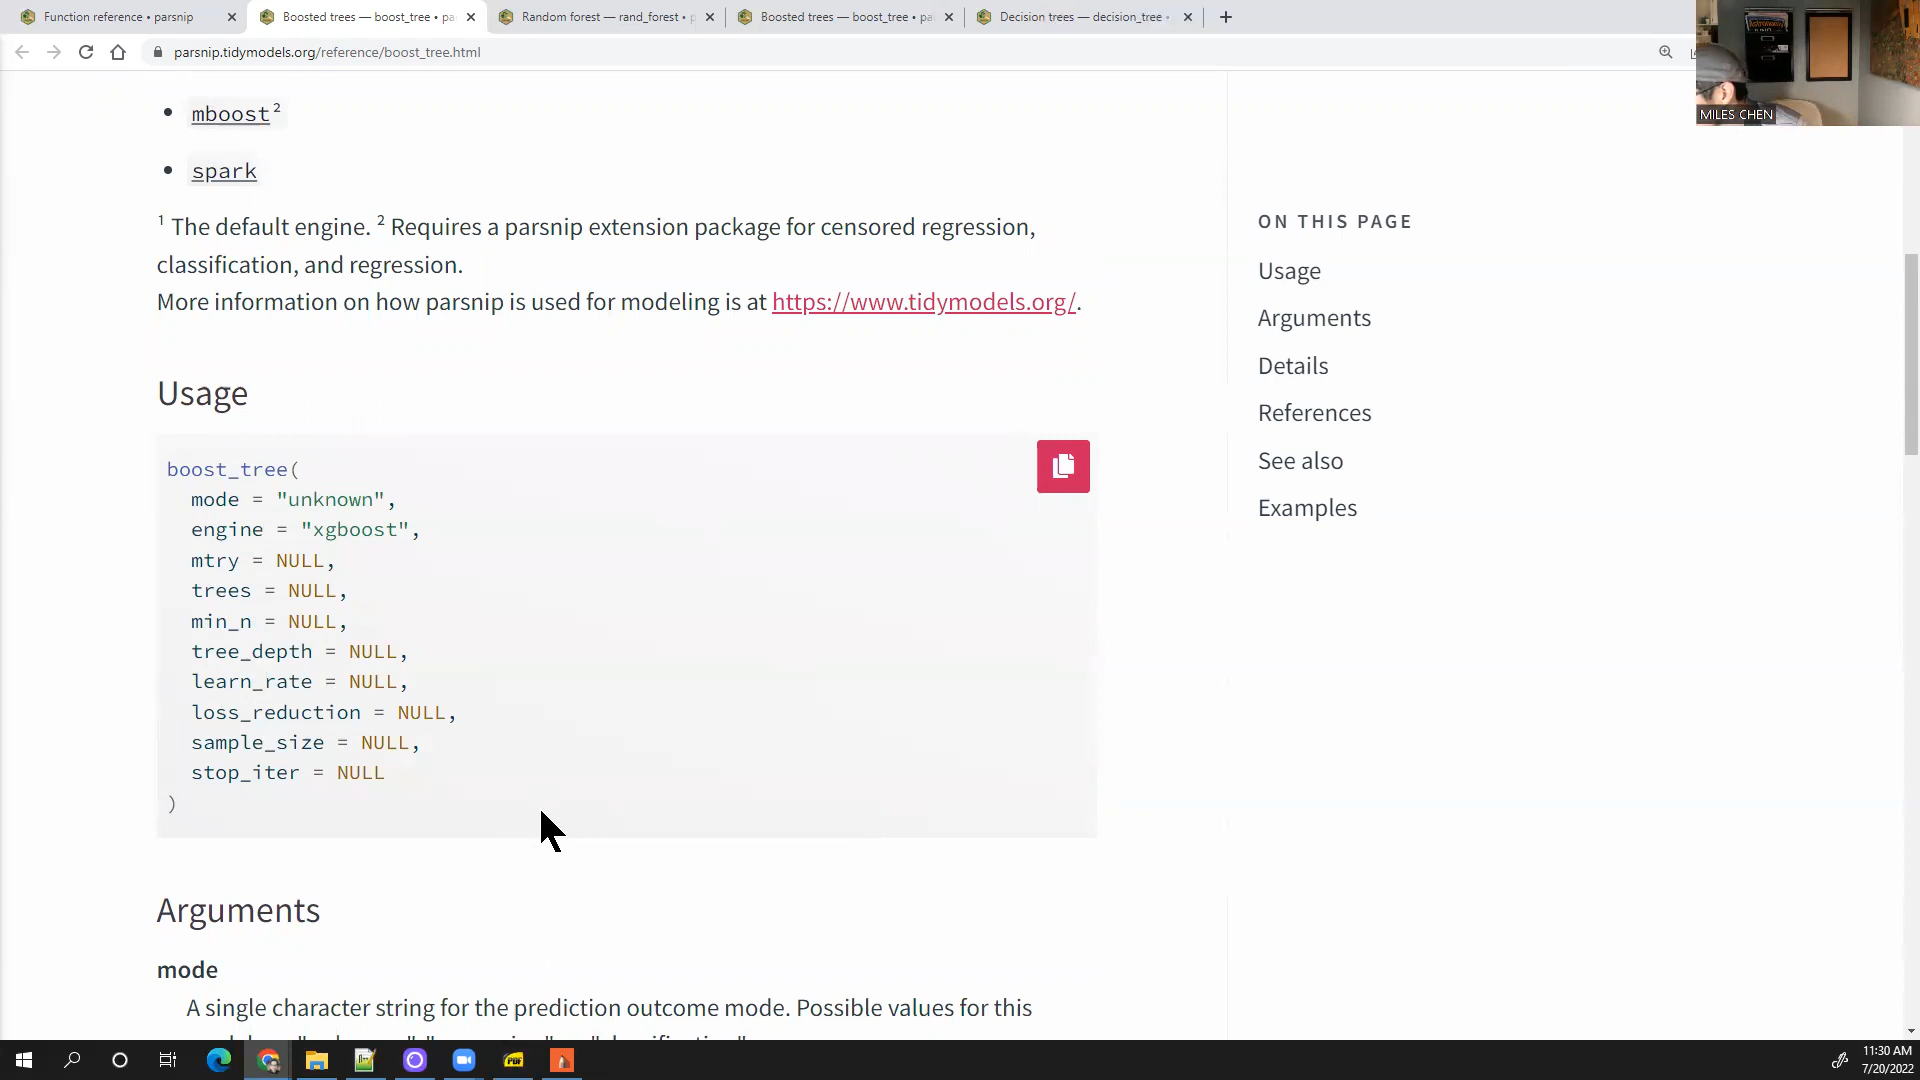 Function reference • parsnip
Boosted trees — boost_tree • pa
Random forest — rand_forest •
Boosted trees — boost_tree • pa
Decision trees — decision_tree •
parsnip.tidymodels.org/reference/boost_tree.html
MILES CHEN
• mboost²
• spark
¹ The default engine. ² Requires a parsnip extension package for censored regression,
classification, and regression.
More information on how parsnip is used for modeling is at https://www.tidymodels.org/.
Usage
boost_tree(
mode = "unknown",
engine = "xgboost",
mtry = NULL,
trees = NULL,
min_n = NULL,
tree_depth = NULL,
learn_rate = NULL,
loss_reduction = NULL,
sample_size = NULL,
stop_iter = NULL
)
Arguments
mode
A single character string for the prediction outcome mode. Possible values for this
ON THIS PAGE
Usage
Arguments
Details
References
See also
Examples
PDF
11:30 AM
7/20/2022